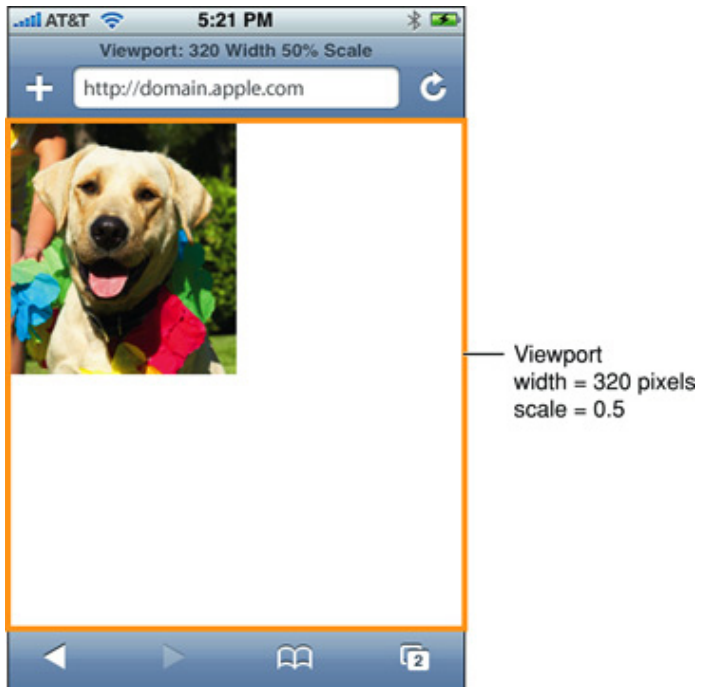 AT&T 5:21 PM
Viewport: 320 Width 50% Scale
http://domain.apple.com
Viewport
width = 320 pixels
scale = 0.5
2